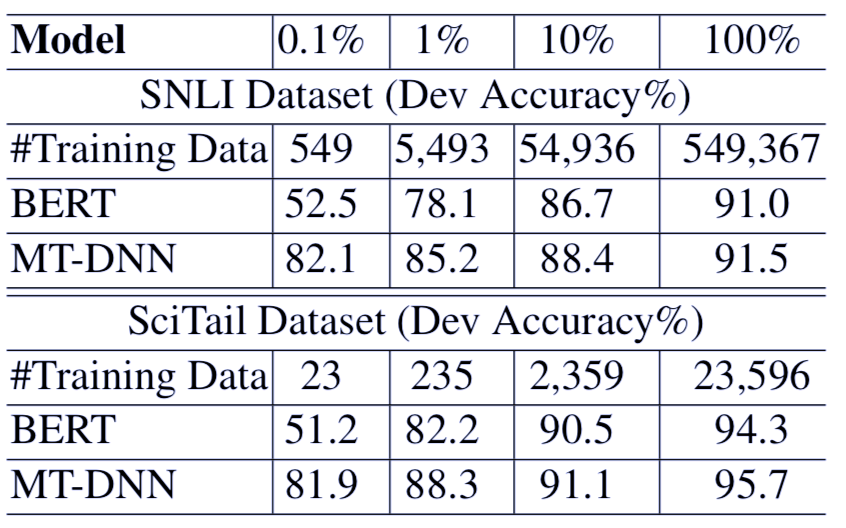 Model 0.1% 1% 10% 100%
SNLI Dataset (Dev Accuracy%)
#Training Data 549 5,493 54,936 549,367
BERT 52.5 78.1 86.7 91.0
MT-DNN 82.1 85.2 88.4 91.5
SciTail Dataset (Dev Accuracy%)
#Training Data 23 235 2,359 23,596
BERT 51.2 82.2 90.5 94.3
MT-DNN 81.9 88.3 91.1 95.7